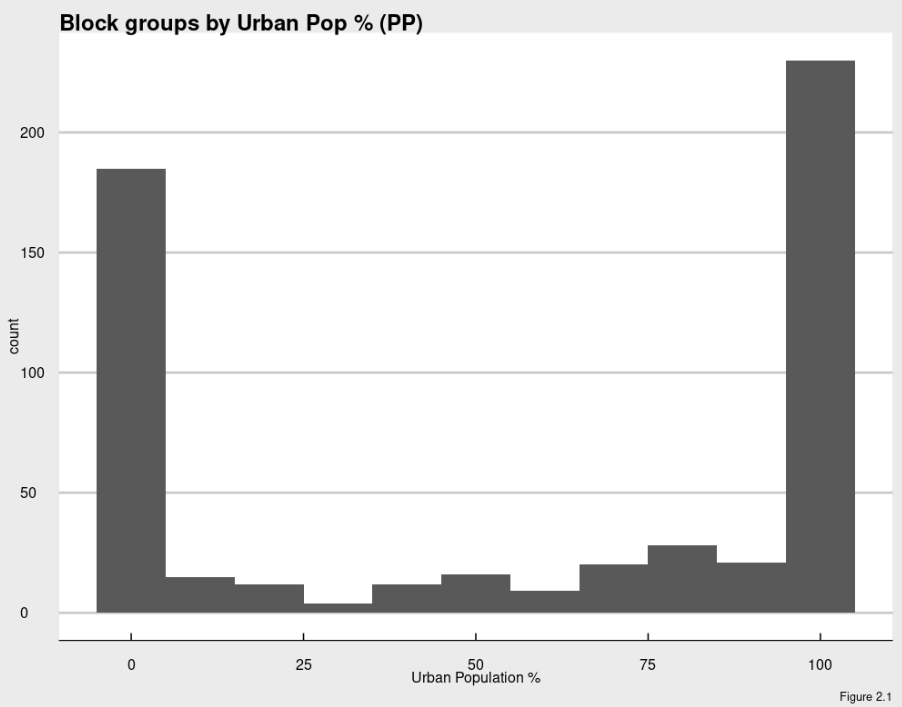 Block groups by Urban Pop % (PP)
200
150
100
50
0
count
0 25 50 75 100
Urban Population %
Figure 2.1